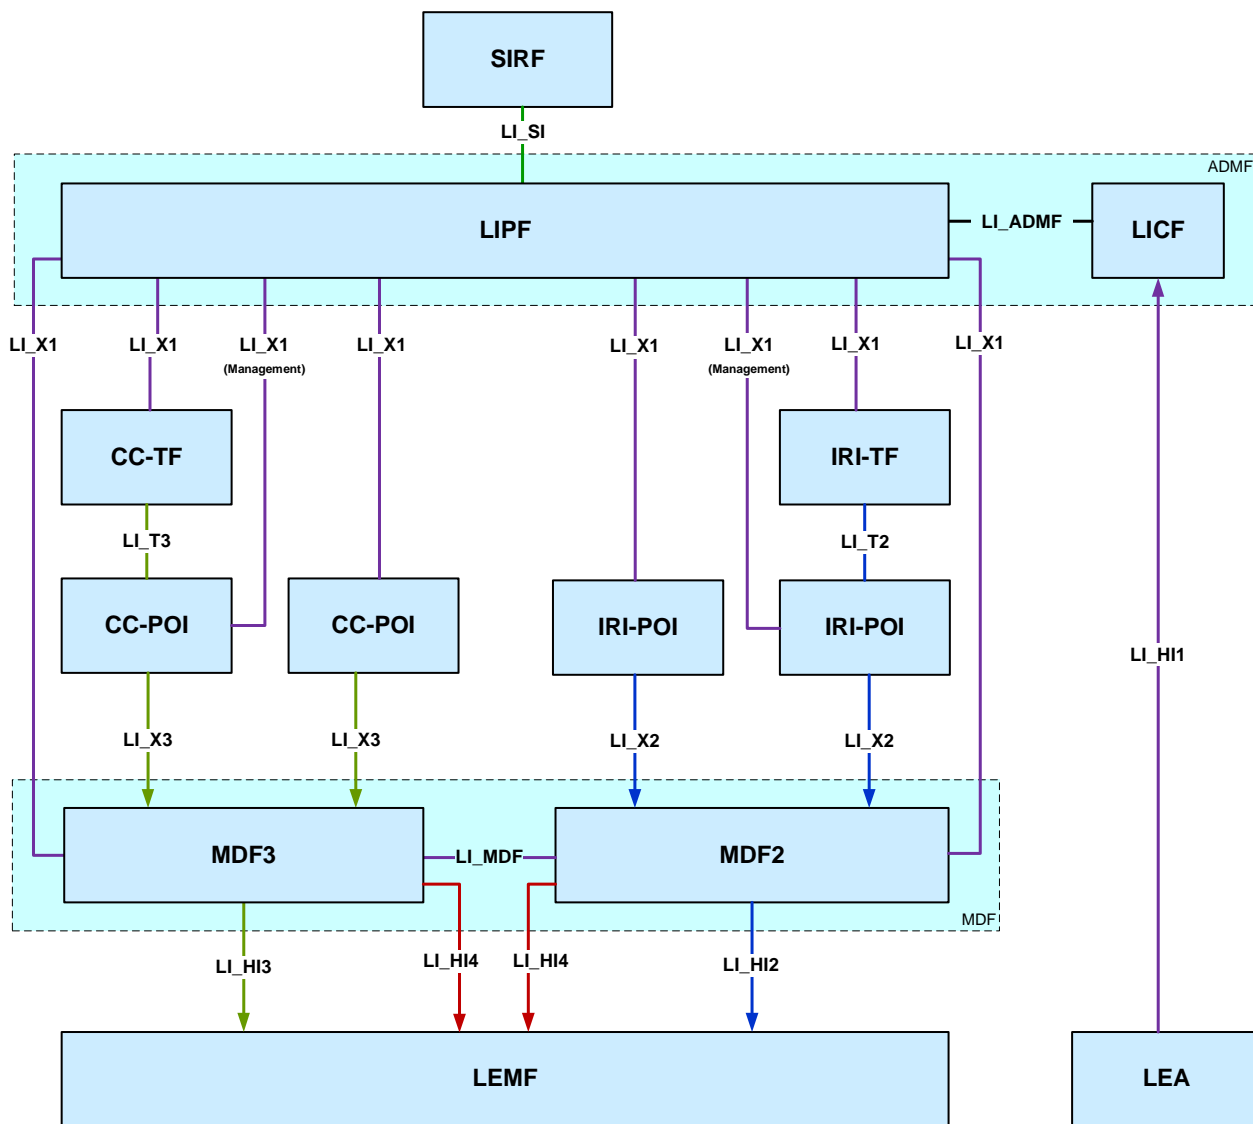 SIRF
LI_SI
ADMF
LIPF
LI_ADMF
LICF
LI_X1
LI_X1
LI_X1
(Management)
LI_X1
LI_X1
LI_X1
(Management)
LI_X1
LI_X1
CC-TF
IRI-TF
LI_T3
LI_T2
CC-POI
CC-POI
IRI-POI
IRI-POI
LI_HI1
LI_X3
LI_X3
LI_X2
LI_X2
MDF3
LI_MDF
MDF2
MDF
LI_HI3
LI_HI4
LI_HI4
LI_HI2
LEMF
LEA